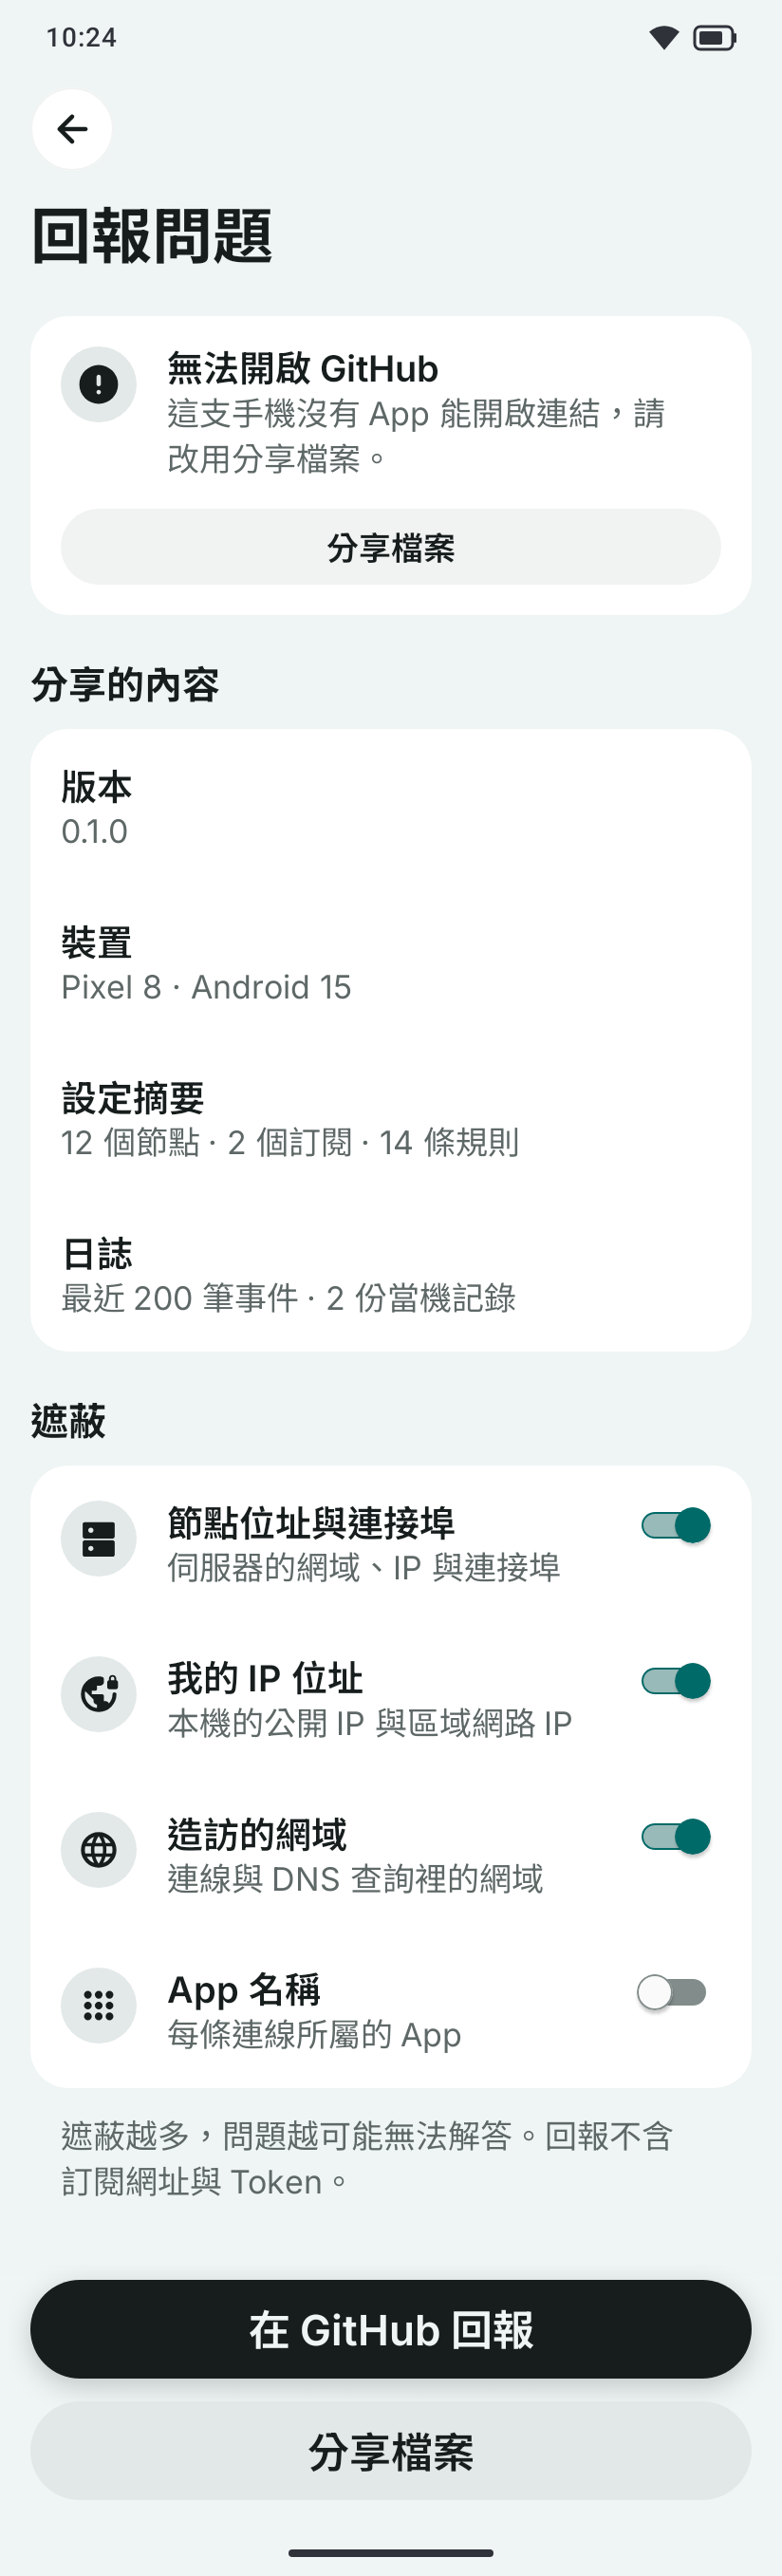 10:24
回報問題
無法開啟 GitHub
這支手機沒有 App 能開啟連結，請
改用分享檔案。
分享檔案
分享的內容
版本
0.1.0
裝置
Pixel 8 · Android 15
設定摘要
12 個節點 · 2 個訂閱 · 14 條規則
日誌
最近 200 筆事件 · 2 份當機記錄
遮蔽
節點位址與連接埠
伺服器的網域、IP 與連接埠
我的 IP 位址
本機的公開 IP 與區域網路 IP
造訪的網域
連線與 DNS 查詢裡的網域
App 名稱
每條連線所屬的 App
遮蔽越多，問題越可能無法解答。回報不含
訂閱網址與 Token。
在 GitHub 回報
分享檔案